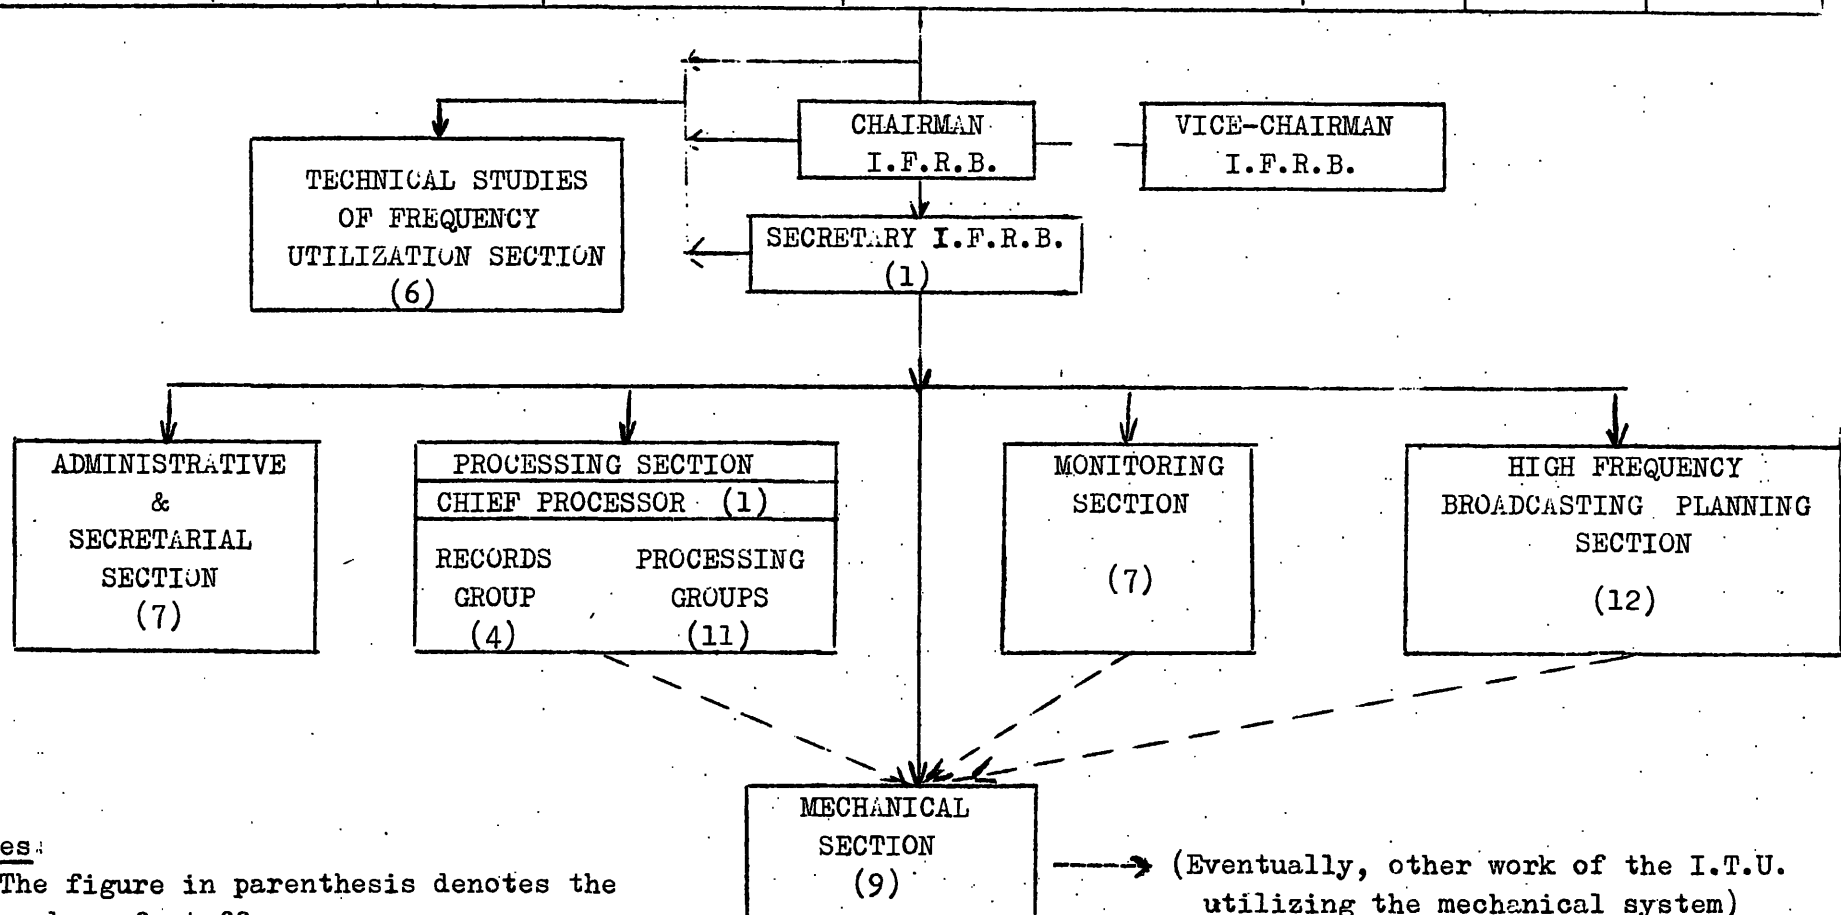 CHAIRMAN
I.F.R.B.
VICE-CHAIRMAN
I.F.R.B.
TECHNICAL STUDIES
OF FREQUENCY
UTILIZATION SECTION
(6)
SECRETARY I.F.R.B.
(1)
ADMINISTRATIVE
&
SECRETARIAL
SECTION
(7)
PROCESSING SECTION
CHIEF PROCESSOR (1)
RECORDS
GROUP
(4)
PROCESSING
GROUPS
(11)
MONITORING
SECTION
(7)
HIGH FREQUENCY
BROADCASTING PLANNING
SECTION
(12)
MECHANICAL
SECTION
(9)
(Eventually, other work of the I.T.U.
utilizing the mechanical system)
es:
The figure in parenthesis denotes the